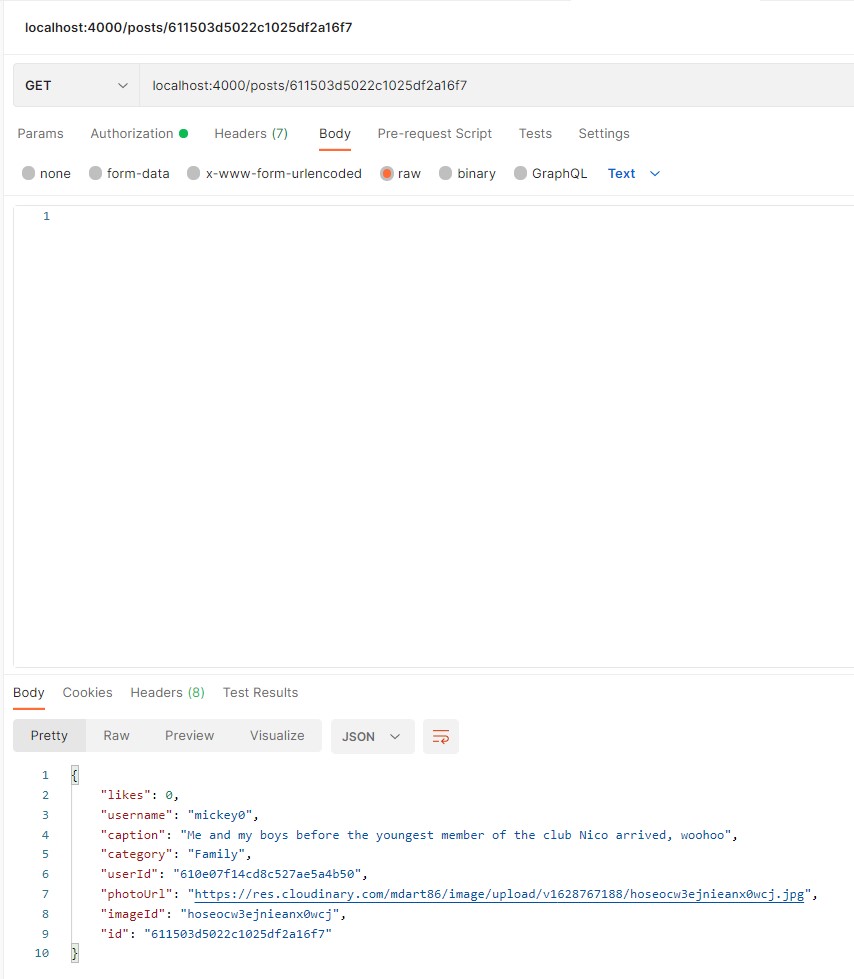 localhost:4000/posts/611503d5022c1025df2a16f7
GET localhost:4000/posts/611503d5022c1025df2a16f7
Params Authorization Headers (7) Body Pre-request Script Tests Settings
none form-data x-www-form-urlencoded raw binary GraphQL Text
1
Body Cookies Headers (8) Test Results
Pretty Raw Preview Visualize JSON
1 {
2 "likes": 0,
3 "username": "mickey0",
4 "caption": "Me and my boys before the youngest member of the club Nico arrived, woohoo",
5 "category": "Family",
6 "userId": "610e07f14cd8c527ae5a4b50",
7 "photoUrl": "https://res.cloudinary.com/mdart86/image/upload/v1628767188/hoseocw3ejnieanx0wcj.jpg",
8 "imageId": "hoseocw3ejnieanx0wcj",
9 "id": "611503d5022c1025df2a16f7"
10 }